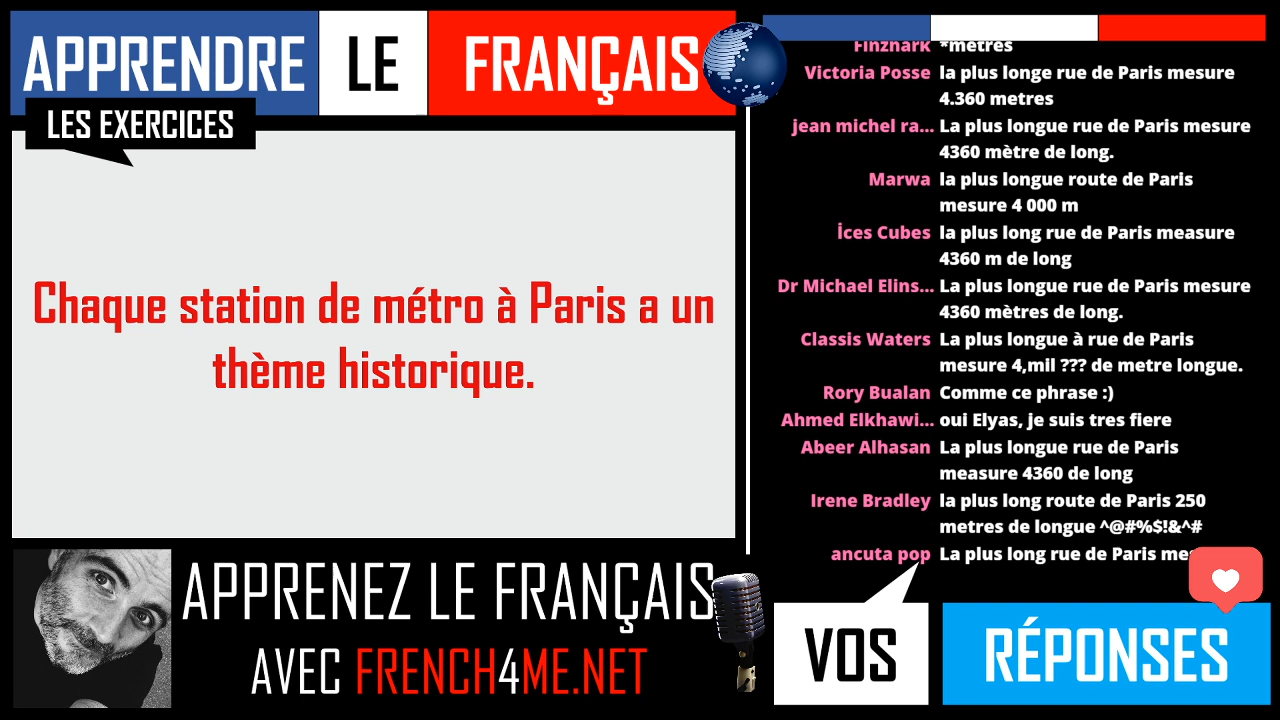 APPRENDRE LE FRANÇAIS
LES EXERCICES
Chaque station de métro à Paris a un
thème historique.
APPRENEZ LE FRANÇAIS
AVEC FRENCH4ME.NET
Finznark *metres
Victoria Posse la plus longe rue de Paris mesure
4.360 metres
jean michel ra... La plus longue rue de Paris mesure
4360 mètre de long.
Marwa la plus longue route de Paris
mesure 4 000 m
İces Cubes la plus long rue de Paris measure
4360 m de long
Dr Michael Elins... La plus longue rue de Paris mesure
4360 mètres de long.
Classis Waters La plus longue à rue de Paris
mesure 4,mil ??? de metre longue.
Rory Bualan Comme ce phrase :)
Ahmed Elkhawi... oui Elyas, je suis tres fiere
Abeer Alhasan La plus longue rue de Paris
measure 4360 de long
Irene Bradley la plus long route de Paris 250
metres de longue ^@#%$!&^#
ancuta pop La plus long rue de Paris
VOS RÉPONSES